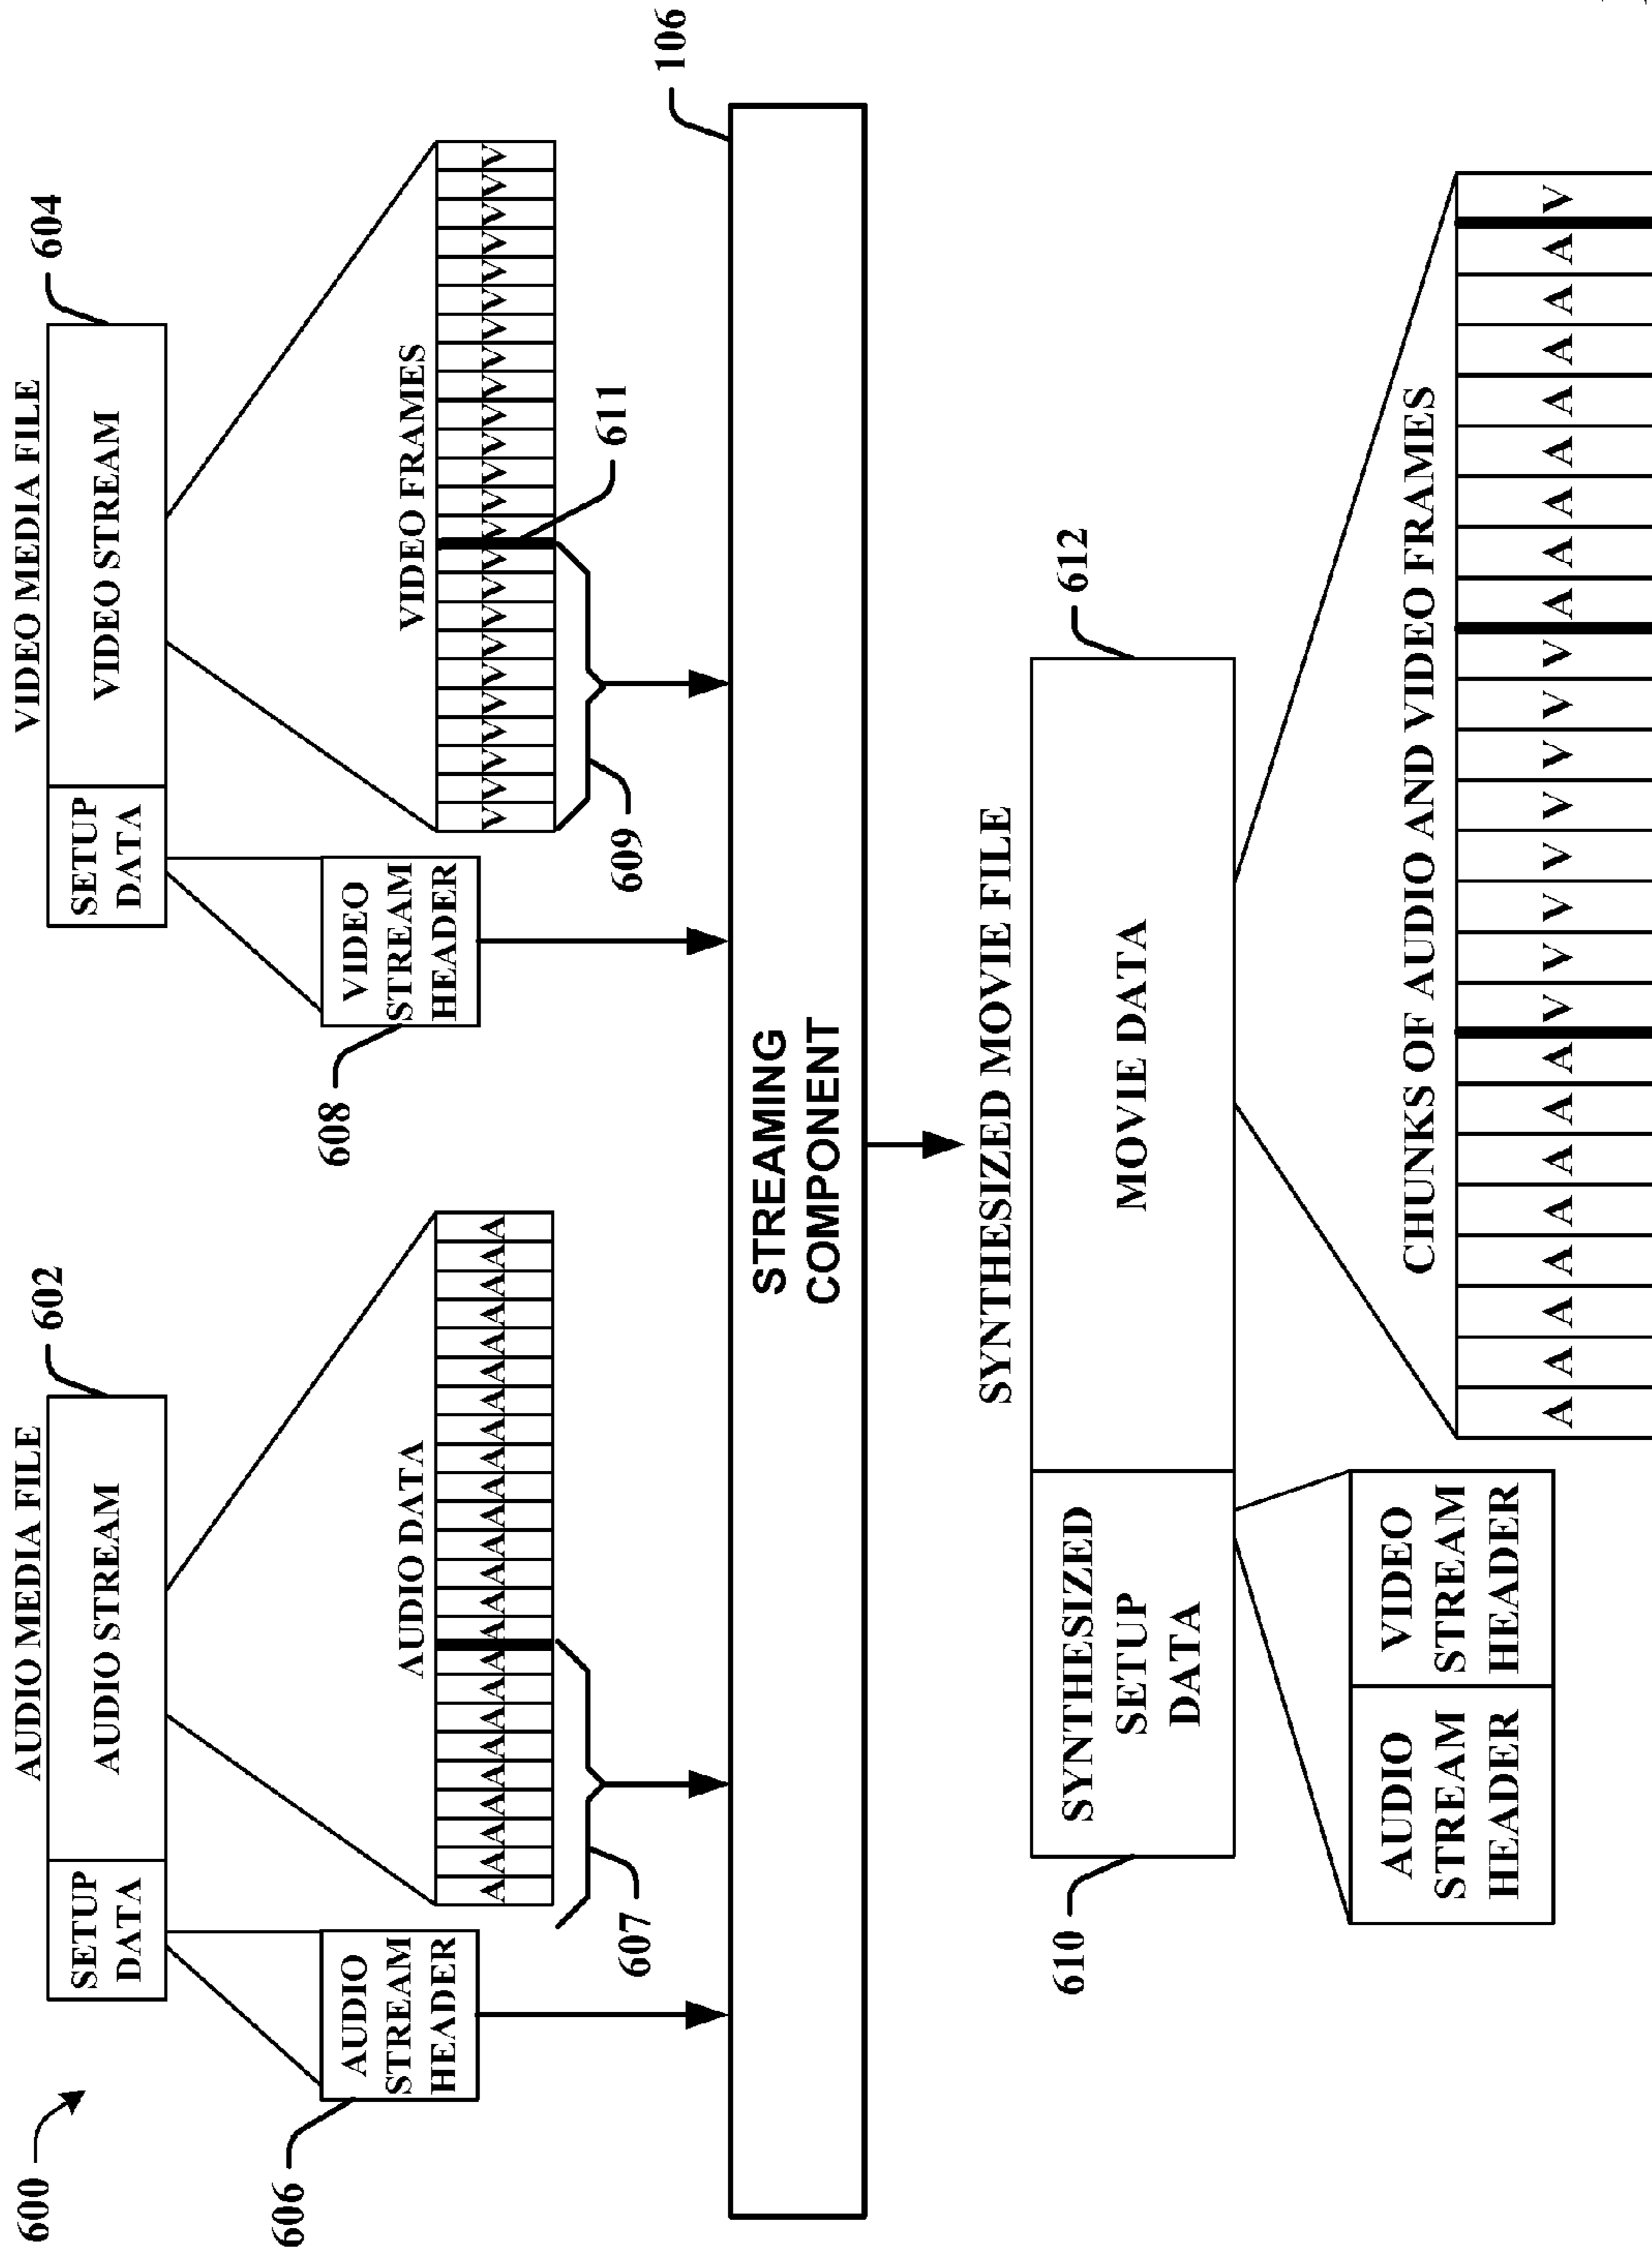 600
AUDIO MEDIA FILE
VIDEO MEDIA FILE
SETUP DATA
AUDIO STREAM
602
SETUP DATA
VIDEO STREAM
604
606
AUDIO
STREAM
HEADER
AUDIO DATA
A A A A A A A A A A A A A A A A A A A A A A A A
607
608
VIDEO
STREAM
HEADER
VIDEO FRAMES
V V V V V V V V V V V V V V V V V V V V V V V V
609
611
STREAMING
COMPONENT
106
SYNTHESIZED MOVIE FILE
610
SYNTHESIZED
SETUP
DATA
MOVIE DATA
612
AUDIO
STREAM
HEADER
VIDEO
STREAM
HEADER
CHUNKS OF AUDIO AND VIDEO FRAMES
A A A A A A A A V V V V V V V V A A A A A A A A V